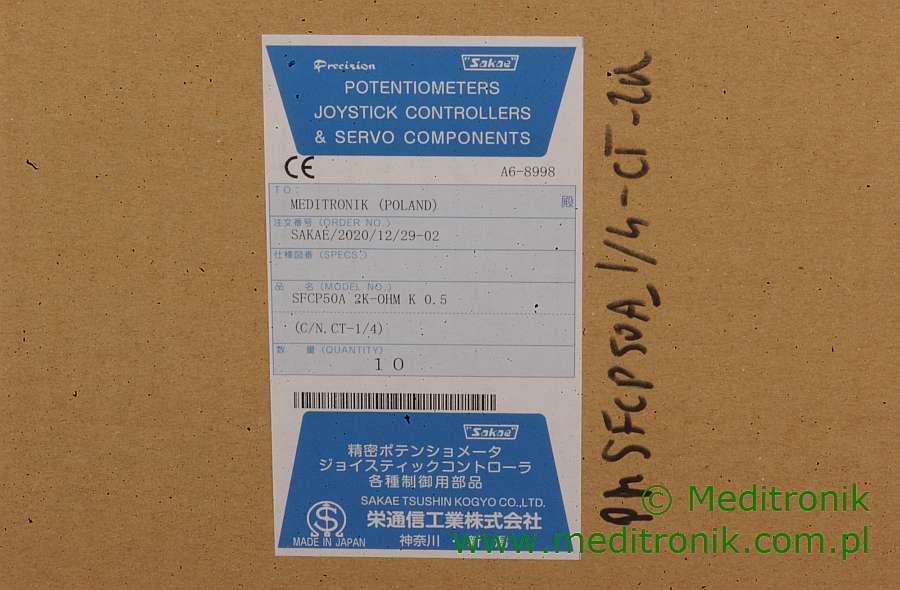 Precision
Sakae
POTENTIOMETERS
JOYSTICK CONTROLLERS
& SERVO COMPONENTS
CE
A6-8998
TO:
MEDITRONIK (POLAND)
殿
注文番号 (ORDER NO.)
SAKAE/2020/12/29-02
仕様図番 (SPECS.)
品 名 (MODEL NO.)
SFCP50A 2K-OHM K 0.5
(C/N.CT-1/4)
数 量 (QUANTITY)
10
Sakae
精密ポテンショメータ
ジョイスティックコントローラ
各種制御用部品
SAKAE TSUSHIN KOGYO CO.,LTD.
栄通信工業株式会社
MADE IN JAPAN
神奈川
SFCP50A_1/4-CT-2K
© Meditronik
www.meditronik.com.pl